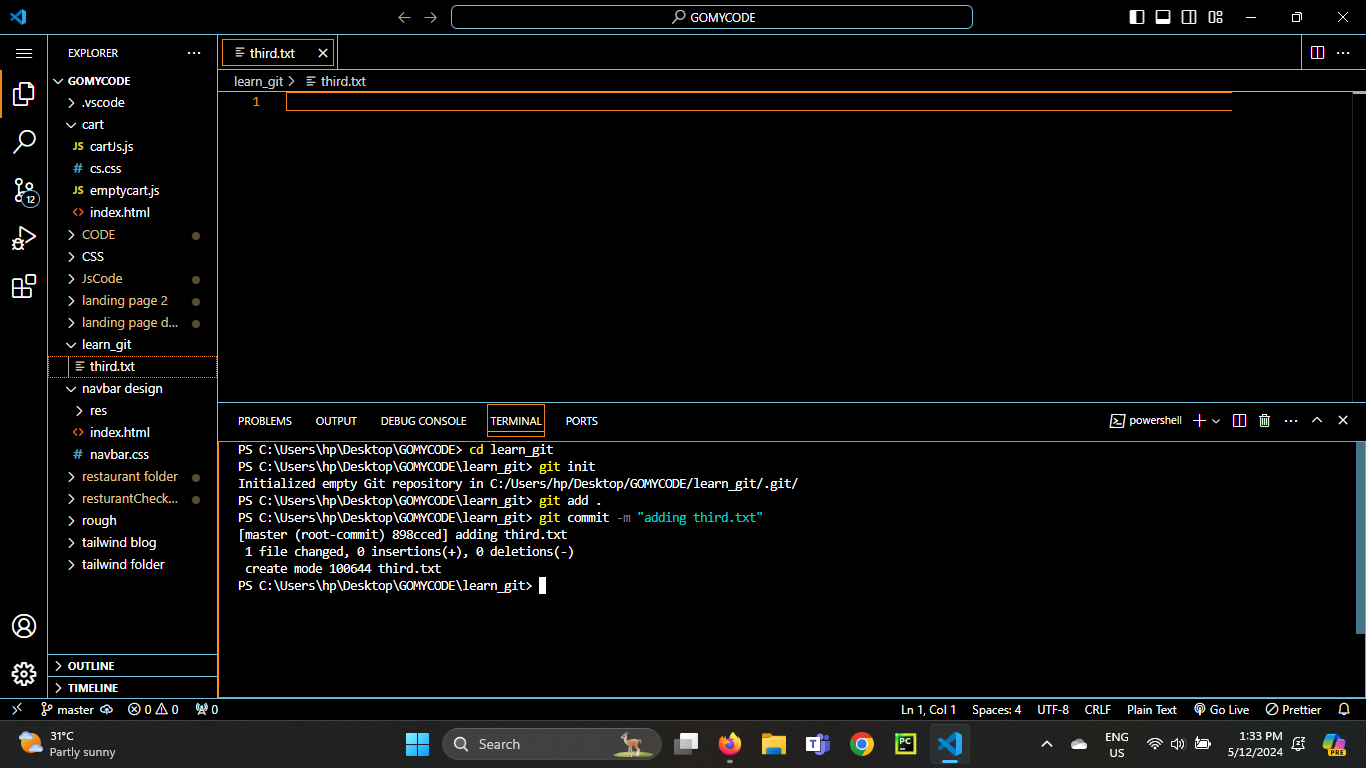 GOMYCODE
EXPLORER
GOMYCODE
.vscode
cart
JS cartJs.js
# cs.css
JS emptycart.js
<> index.html
CODE
CSS
JsCode
landing page 2
landing page d...
learn_git
third.txt
navbar design
res
<> index.html
# navbar.css
restaurant folder
resturantCheck...
rough
tailwind blog
tailwind folder
OUTLINE
TIMELINE
12
third.txt
learn_git > third.txt
1
PROBLEMS OUTPUT DEBUG CONSOLE TERMINAL PORTS
powershell
PS C:\Users\hp\Desktop\GOMYCODE> cd learn_git
PS C:\Users\hp\Desktop\GOMYCODE\learn_git> git init
Initialized empty Git repository in C:/Users/hp/Desktop/GOMYCODE/learn_git/.git/
PS C:\Users\hp\Desktop\GOMYCODE\learn_git> git add .
PS C:\Users\hp\Desktop\GOMYCODE\learn_git> git commit -m "adding third.txt"
[master (root-commit) 898cced] adding third.txt
 1 file changed, 0 insertions(+), 0 deletions(-)
 create mode 100644 third.txt
PS C:\Users\hp\Desktop\GOMYCODE\learn_git>
master 0 0 0 Ln 1, Col 1 Spaces: 4 UTF-8 CRLF Plain Text Go Live Prettier
31°C
Partly sunny
Search
PC
PRE
ENG
US
1:33 PM
5/12/2024